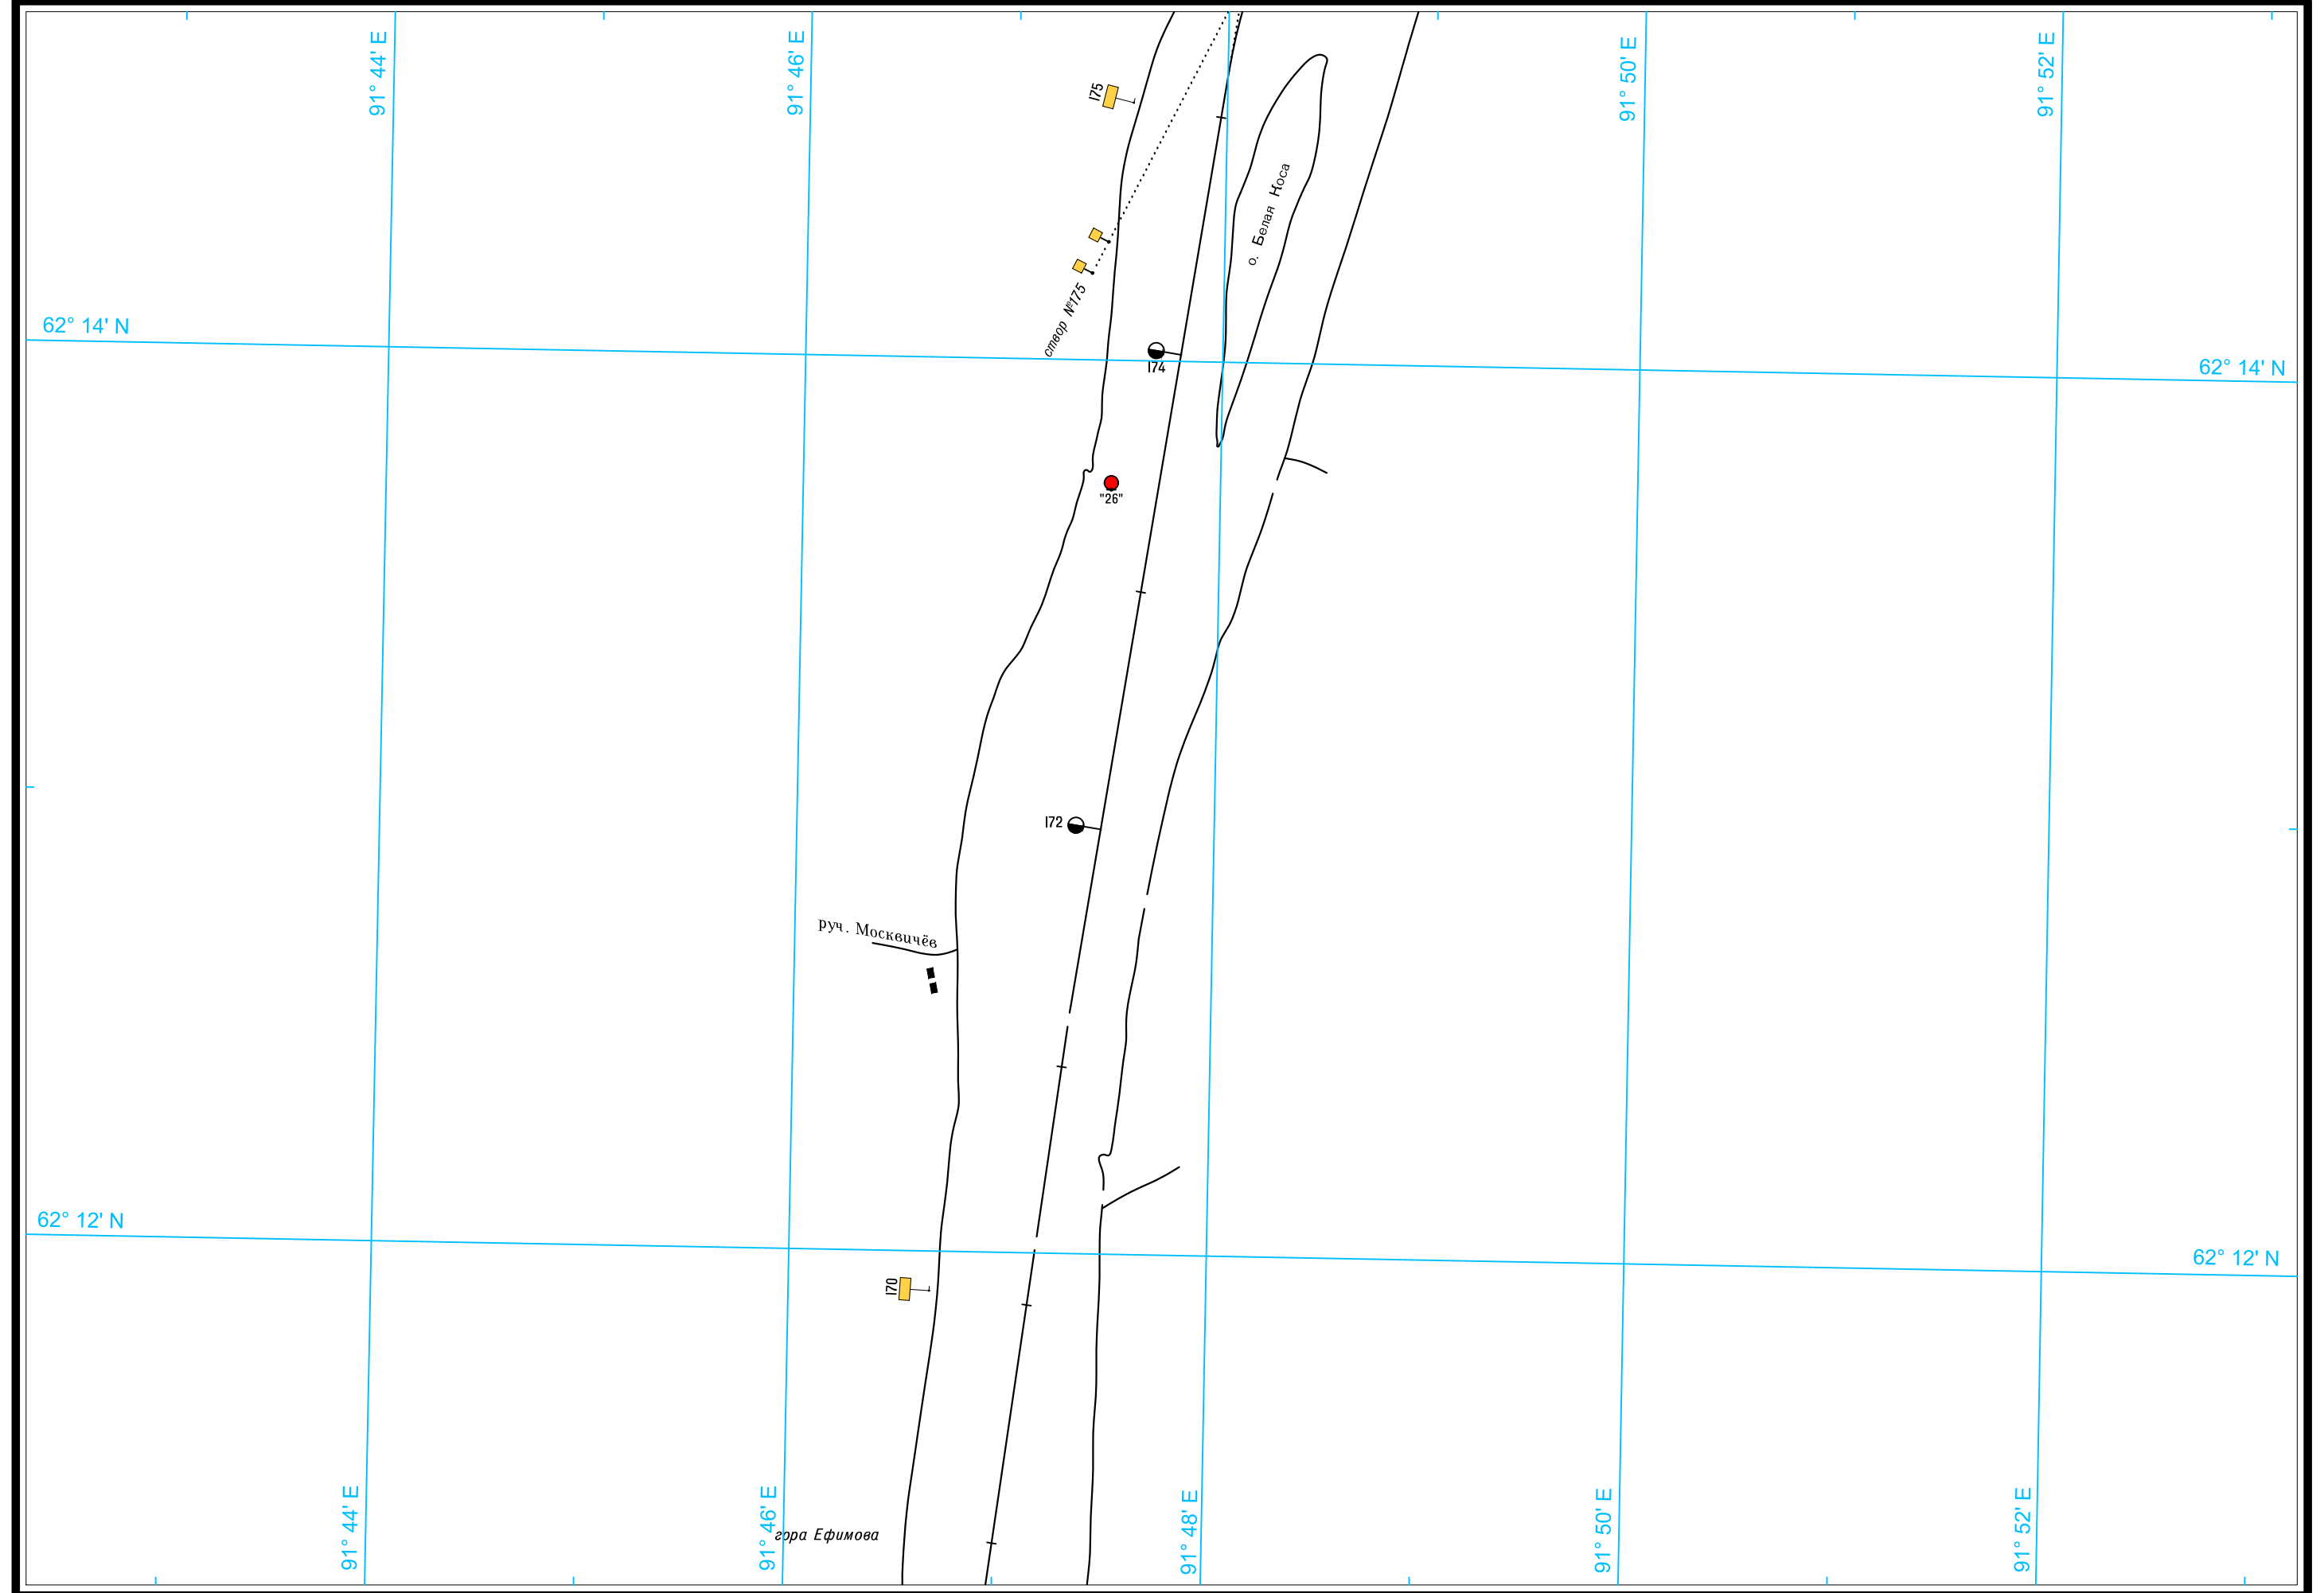 91° 44' E
91° 46' E
91° 50' E
91° 52' E
175
о. Белая Носа
створ №175
62° 14' N
62° 14' N
174
"26"
172
руч. Москвичёв
62° 12' N
62° 12' N
170
91° 44' E
91° 46' E
гора Ефимова
91° 48' E
91° 50' E
91° 52' E